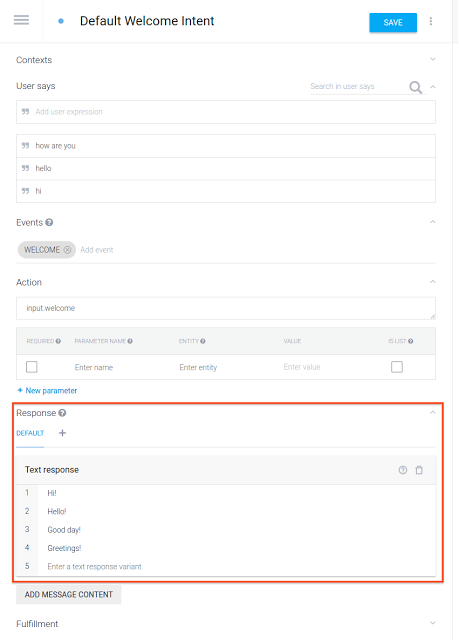 Default Welcome Intent SAVE
Contexts
User says Search in user says
Add user expression
how are you
hello
hi
Events
WELCOME Add event
Action
input.welcome
REQUIRED PARAMETER NAME ENTITY VALUE IS LIST
Enter name Enter entity Enter value
+ New parameter
Response
DEFAULT +
Text response
1 Hi!
2 Hello!
3 Good day!
4 Greetings!
5 Enter a text response variant
ADD MESSAGE CONTENT
Fulfillment